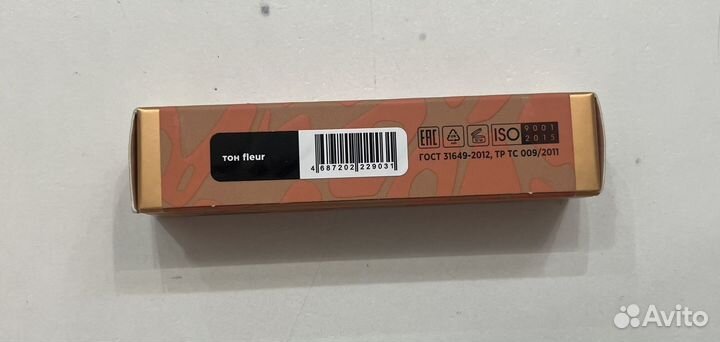 тон fleur
4 687202 229031
EAC
ISO 9001 2015
ГОСТ 31649-2012, ТР ТС 009/2011
Avito